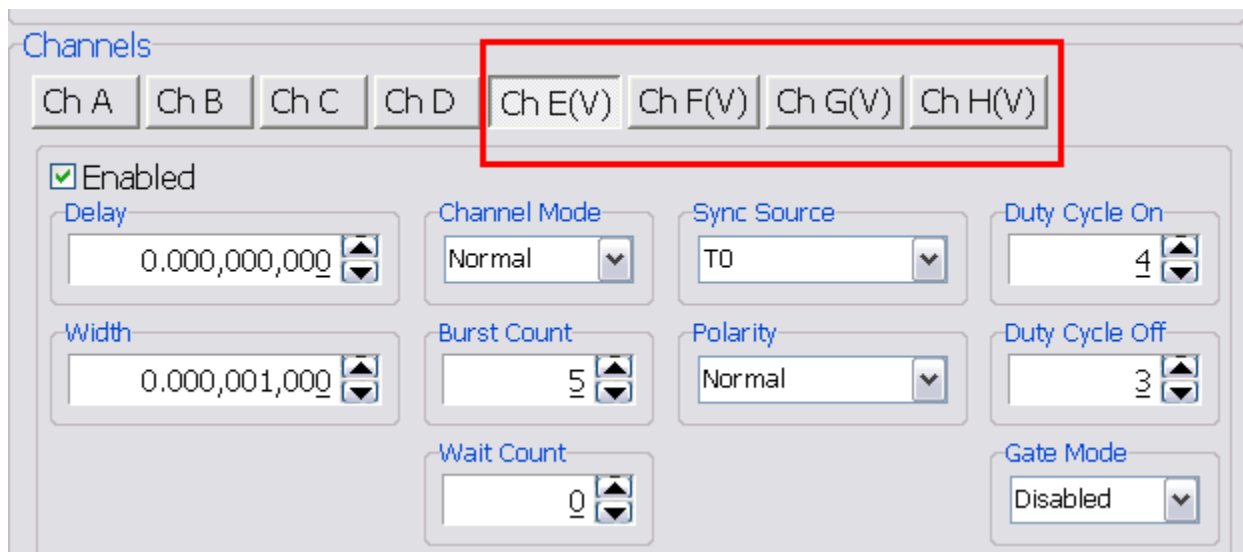 Channels
Ch A Ch B Ch C Ch D Ch E(V) Ch F(V) Ch G(V) Ch H(V)
Enabled
Delay Channel Mode Sync Source Duty Cycle On
0.000,000,000 Normal T0 4
Width Burst Count Polarity Duty Cycle Off
0.000,001,000 5 Normal 3
Wait Count Gate Mode
0 Disabled